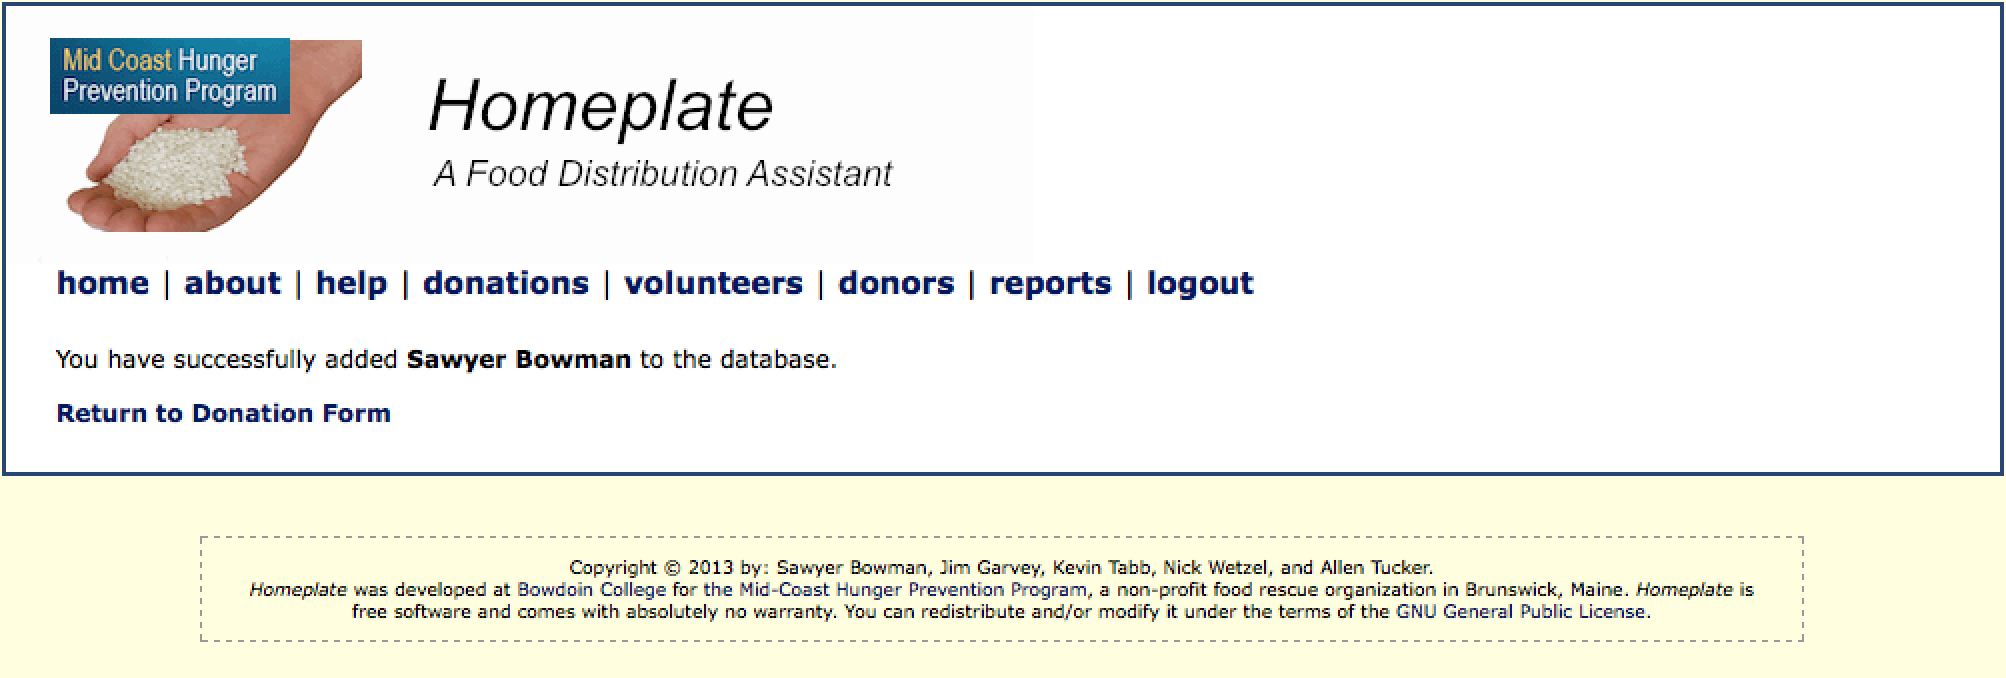 Mid Coast Hunger
Prevention Program
Homeplate
A Food Distribution Assistant
home | about | help | donations | volunteers | donors | reports | logout
You have successfully added Sawyer Bowman to the database.
Return to Donation Form
Copyright © 2013 by: Sawyer Bowman, Jim Garvey, Kevin Tabb, Nick Wetzel, and Allen Tucker.
Homeplate was developed at Bowdoin College for the Mid-Coast Hunger Prevention Program, a non-profit food rescue organization in Brunswick, Maine. Homeplate is
free software and comes with absolutely no warranty. You can redistribute and/or modify it under the terms of the GNU General Public License.